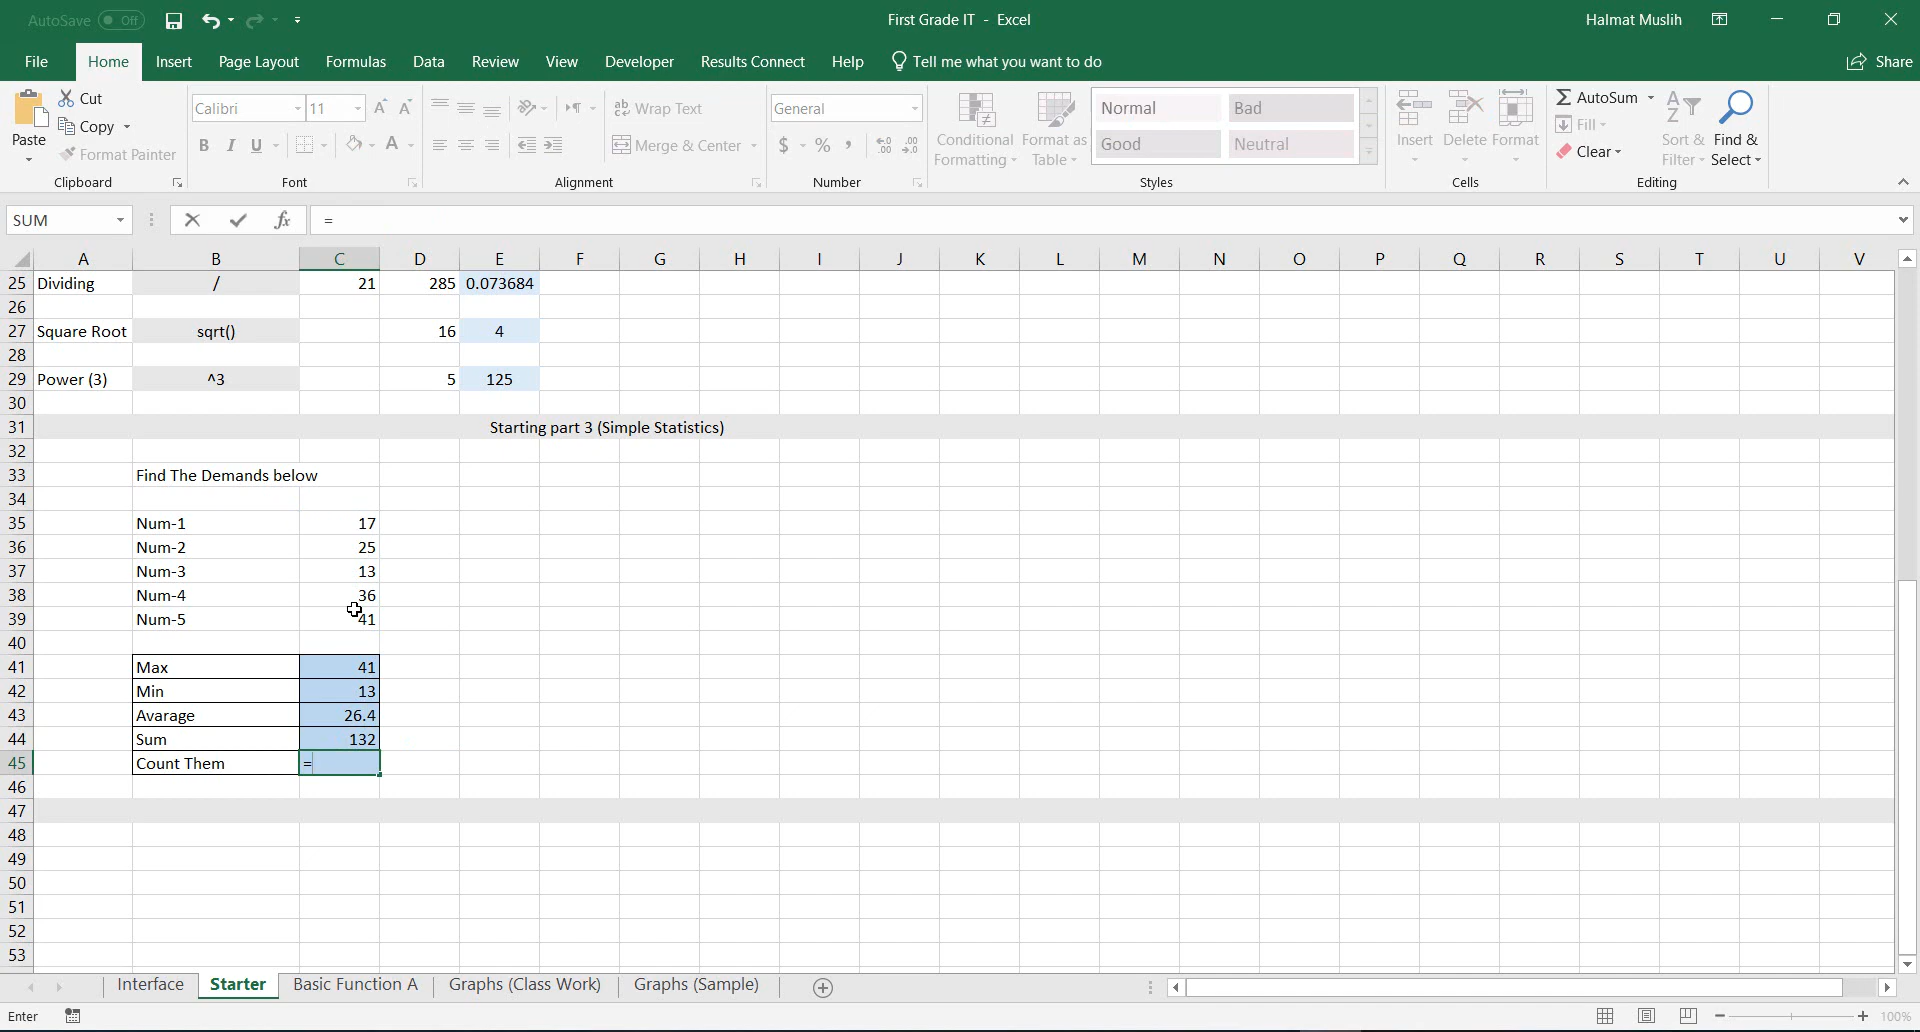 AutoSave Off First Grade IT - Excel Halmat Muslih
File Home Insert Page Layout Formulas Data Review View Developer Results Connect Help Tell me what you want to do Share
Paste Cut Copy Format Painter
Clipboard
Calibri 11
B I U A
Font
Wrap Text
Merge & Center
Alignment
General
$ % ,
Number
Conditional Formatting
Format as Table
Normal Bad
Good Neutral
Styles
Insert Delete Format
Cells
AutoSum
Fill
Clear
Sort & Filter
Find & Select
Editing
SUM fx =
A B C D E F G H I J K L M N O P Q R S T U V
25 Dividing / 21 285 0.073684
26
27 Square Root sqrt() 16 4
28
29 Power (3) ^3 5 125
30
31 Starting part 3 (Simple Statistics)
32
33 Find The Demands below
34
35 Num-1 17
36 Num-2 25
37 Num-3 13
38 Num-4 36
39 Num-5 41
40
41 Max 41
42 Min 13
43 Avarage 26.4
44 Sum 132
45 Count Them =
46
47
48
49
50
51
52
53
Interface Starter Basic Function A Graphs (Class Work) Graphs (Sample)
Enter 100%